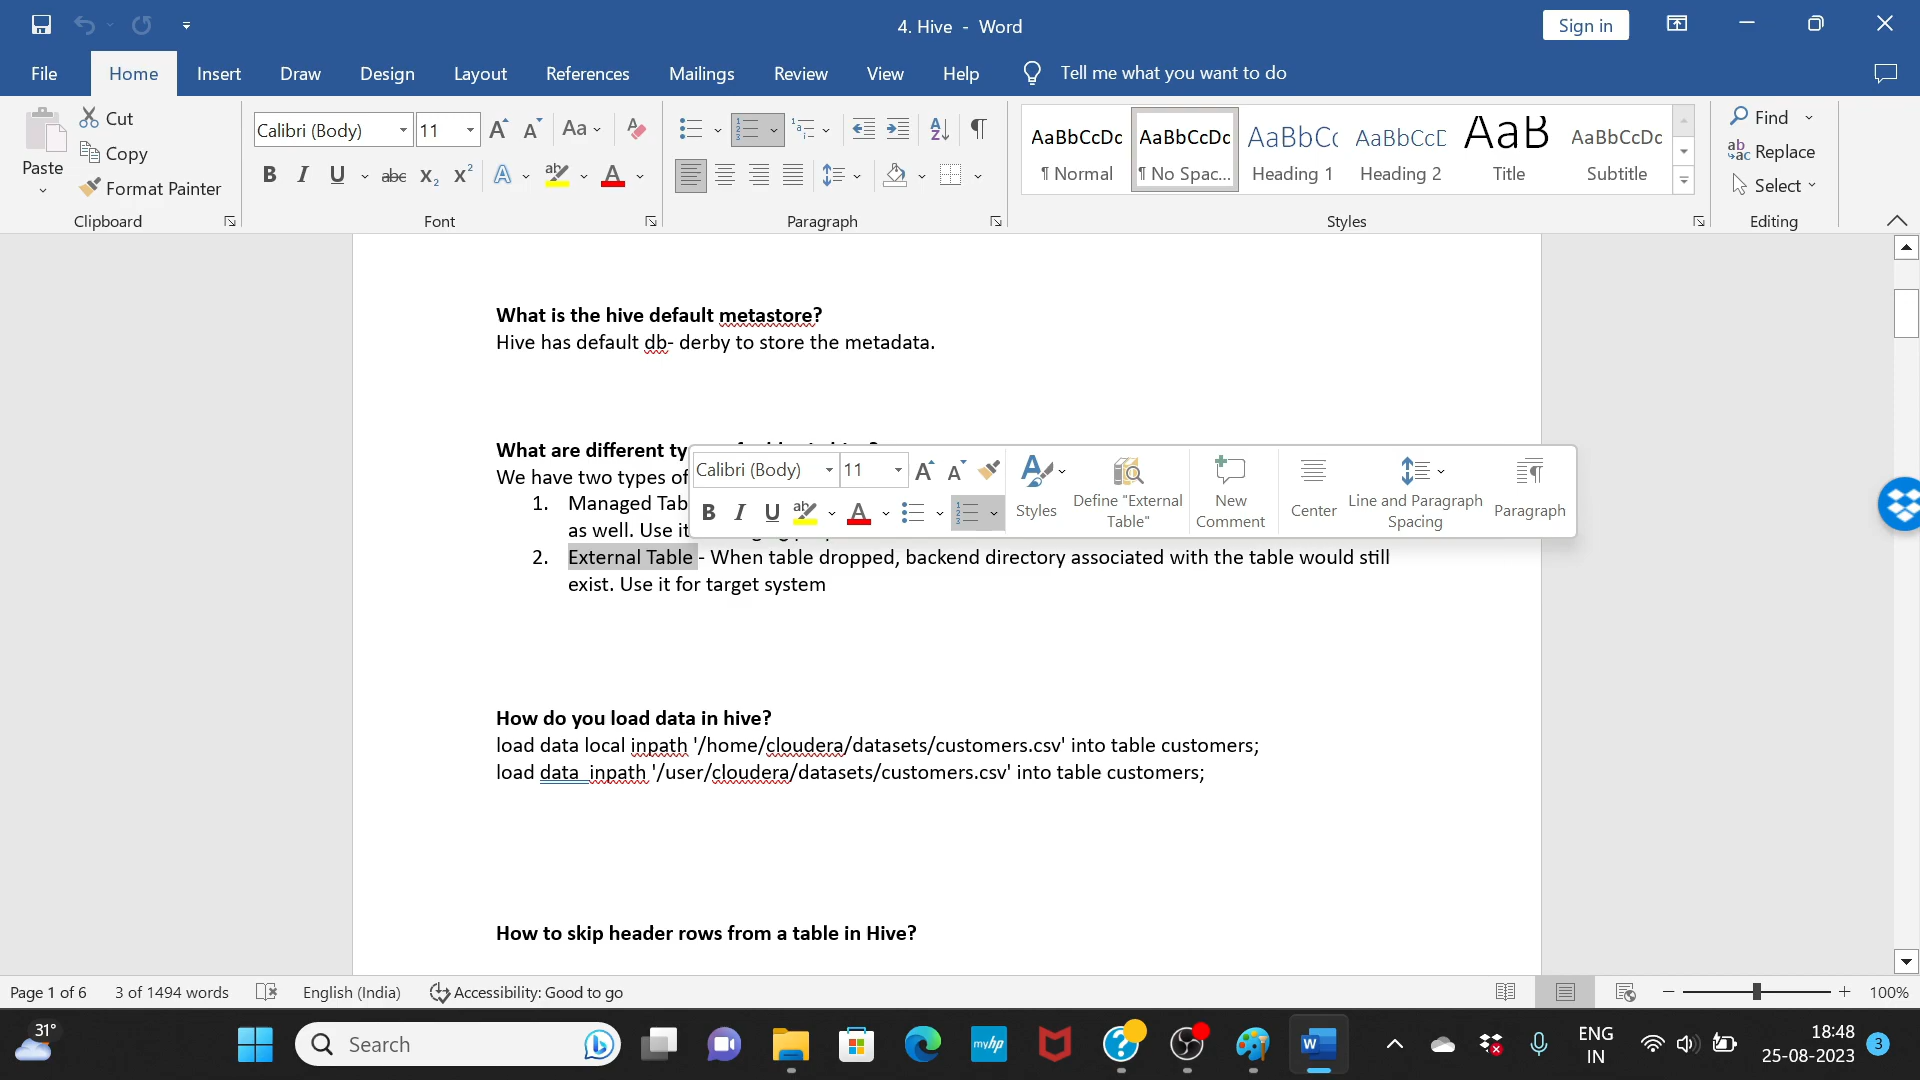 4. Hive - Word
Sign in
File Home Insert Draw Design Layout References Mailings Review View Help Tell me what you want to do
Paste
Cut
Copy
Format Painter
Clipboard
Calibri (Body) 11
Font
Paragraph
AaBbCcDc
¶ Normal
AaBbCcDc
¶ No Spac...
AaBbCc
Heading 1
AaBbCcD
Heading 2
AaB
Title
AaBbCcDc
Subtitle
Styles
Find
Replace
Select
Editing
What is the hive default metastore?
Hive has default db- derby to store the metadata.
What are different ty
We have two types of
1. Managed Tab
as well. Use it
2. External Table - When table dropped, backend directory associated with the table would still
exist. Use it for target system
Calibri (Body) 11
Styles
Define "External
Table"
New
Comment
Center
Line and Paragraph
Spacing
Paragraph
How do you load data in hive?
load data local inpath '/home/cloudera/datasets/customers.csv' into table customers;
load data inpath '/user/cloudera/datasets/customers.csv' into table customers;
How to skip header rows from a table in Hive?
Page 1 of 6 3 of 1494 words English (India) Accessibility: Good to go 100%
31°
Search
myhp
ENG
IN
18:48
25-08-2023
3